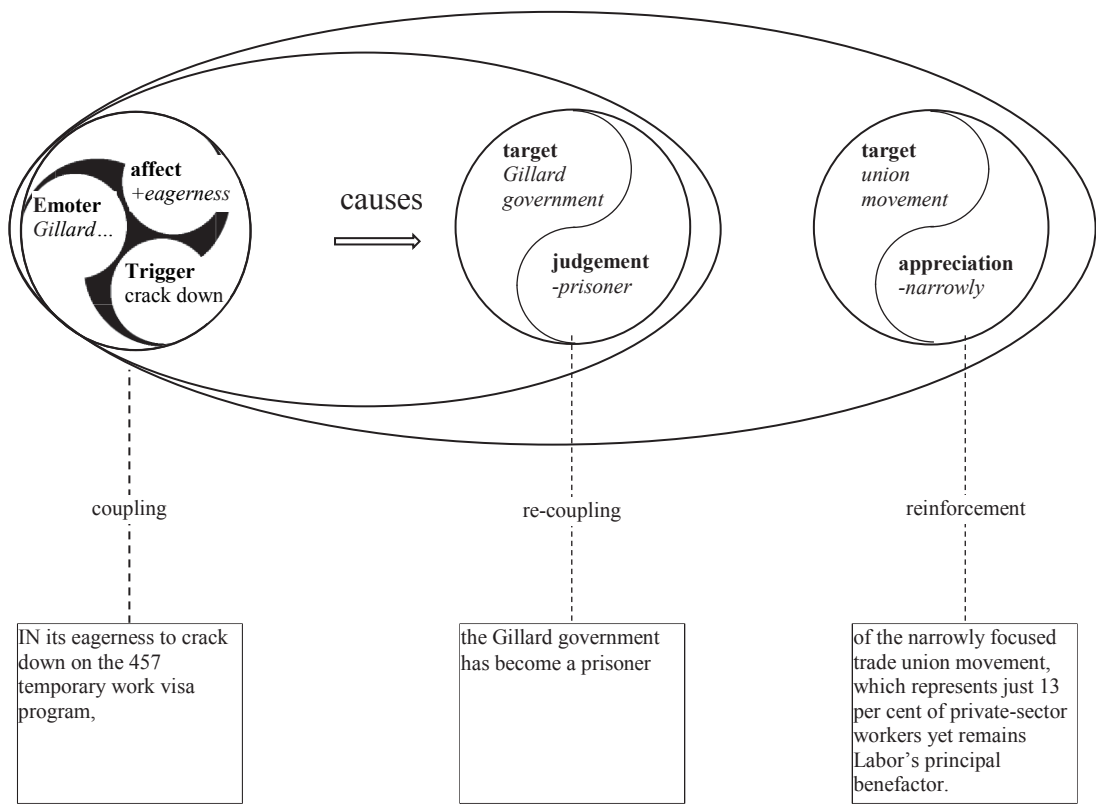 affect
+eagerness
Emoter
Gillard...
Trigger
crack down
causes
target
Gillard
government
judgement
-prisoner
target
union
movement
appreciation
-narrowly
coupling
re-coupling
reinforcement
IN its eagerness to crack
down on the 457
temporary work visa
program,
the Gillard government
has become a prisoner
of the narrowly focused
trade union movement,
which represents just 13
per cent of private-sector
workers yet remains
Labor’s principal
benefactor.